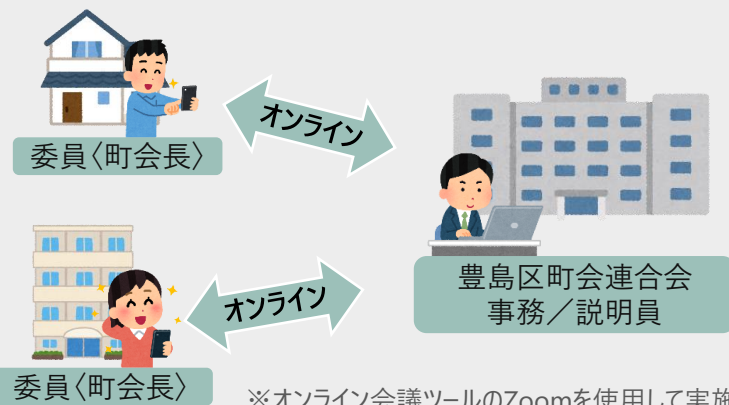 オンライン
委員〈町会長〉
豊島区町会連合会
事務／説明員
オンライン
委員〈町会長〉
※オンライン会議ツールのZoomを使用して実施